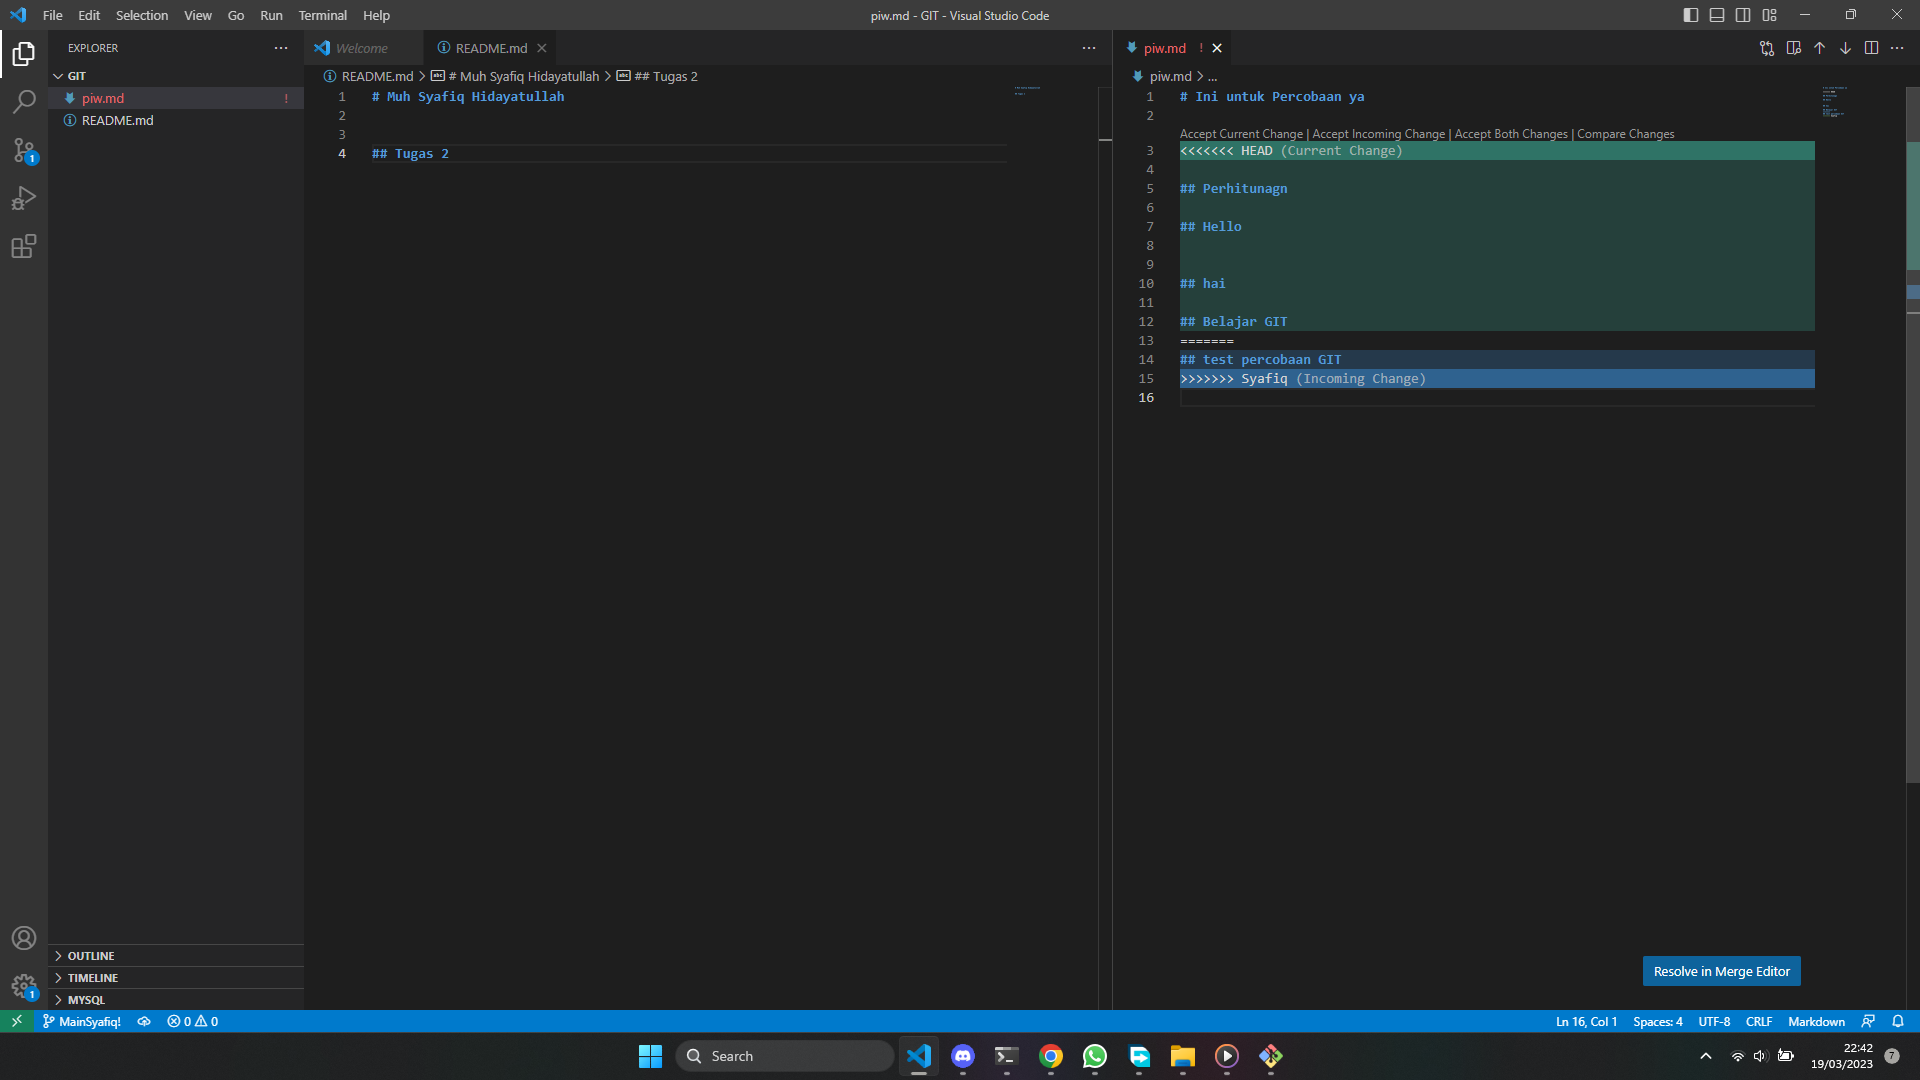 File Edit Selection View Go Run Terminal Help
piw.md - GIT - Visual Studio Code
EXPLORER
GIT
piw.md !
README.md
OUTLINE
TIMELINE
MYSQL
Welcome README.md
README.md > # Muh Syafiq Hidayatullah > ## Tugas 2
1 # Muh Syafiq Hidayatullah
2
3
4 ## Tugas 2
piw.md !
piw.md > ...
1 # Ini untuk Percobaan ya
2
Accept Current Change | Accept Incoming Change | Accept Both Changes | Compare Changes
3 <<<<<<< HEAD (Current Change)
4
5 ## Perhitunagn
6
7 ## Hello
8
9
10 ## hai
11
12 ## Belajar GIT
13 =======
14 ## test percobaan GIT
15 >>>>>>> Syafiq (Incoming Change)
16
Resolve in Merge Editor
1
1
MainSyafiq! 0 0
Ln 16, Col 1 Spaces: 4 UTF-8 CRLF Markdown
Search
22:42
19/03/2023
7